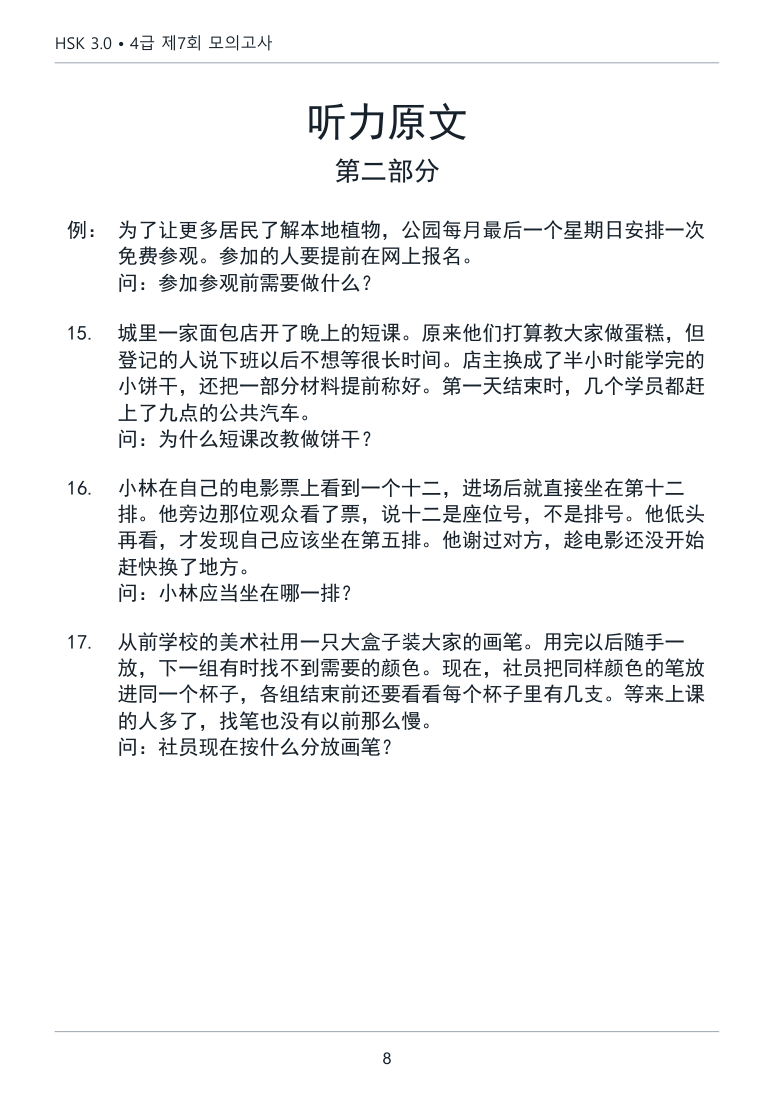 HSK 3.0 • 4급 제7회 모의고사
听力原文
第二部分
例： 为了让更多居民了解本地植物，公园每月最后一个星期日安排一次
免费参观。参加的人要提前在网上报名。
问：参加参观前需要做什么？
15. 城里一家面包店开了晚上的短课。原来他们打算教大家做蛋糕，但
登记的人说下班以后不想等很长时间。店主换成了半小时能学完的
小饼干，还把一部分材料提前称好。第一天结束时，几个学员都赶
上了九点的公共汽车。
问：为什么短课改教做饼干？
16. 小林在自己的电影票上看到一个十二，进场后就直接坐在第十二
排。他旁边那位观众看了票，说十二是座位号，不是排号。他低头
再看，才发现自己应该坐在第五排。他谢过对方，趁电影还没开始
赶快换了地方。
问：小林应当坐在哪一排？
17. 从前学校的美术社用一只大盒子装大家的画笔。用完以后随手一
放，下一组有时找不到需要的颜色。现在，社员把同样颜色的笔放
进同一个杯子，各组结束前还要看看每个杯子里有几支。等来上课
的人多了，找笔也没有以前那么慢。
问：社员现在按什么分放画笔？
8